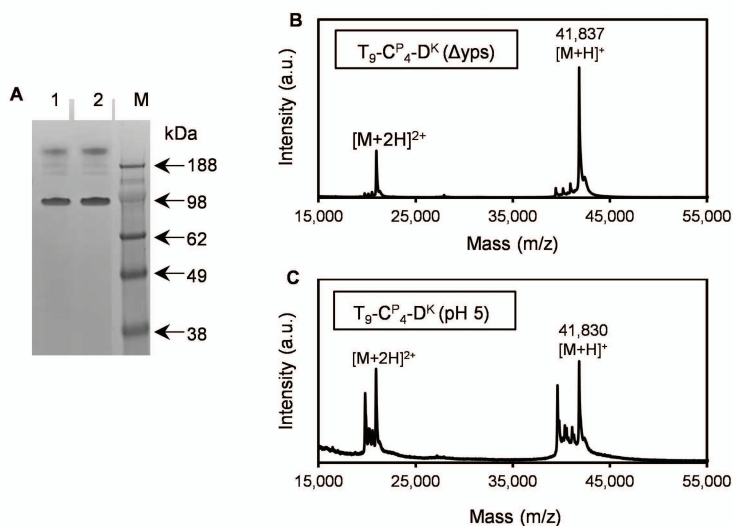 A
1 2 M
kDa
188
98
62
49
38
B
T₉-Cᴾ₄-Dᴷ (Δyps)
41,837
[M+H]⁺
[M+2H]²⁺
Intensity (a.u.)
15,000 25,000 35,000 45,000 55,000
Mass (m/z)
C
T₉-Cᴾ₄-Dᴷ (pH 5)
41,830
[M+H]⁺
[M+2H]²⁺
Intensity (a.u.)
15,000 25,000 35,000 45,000 55,000
Mass (m/z)